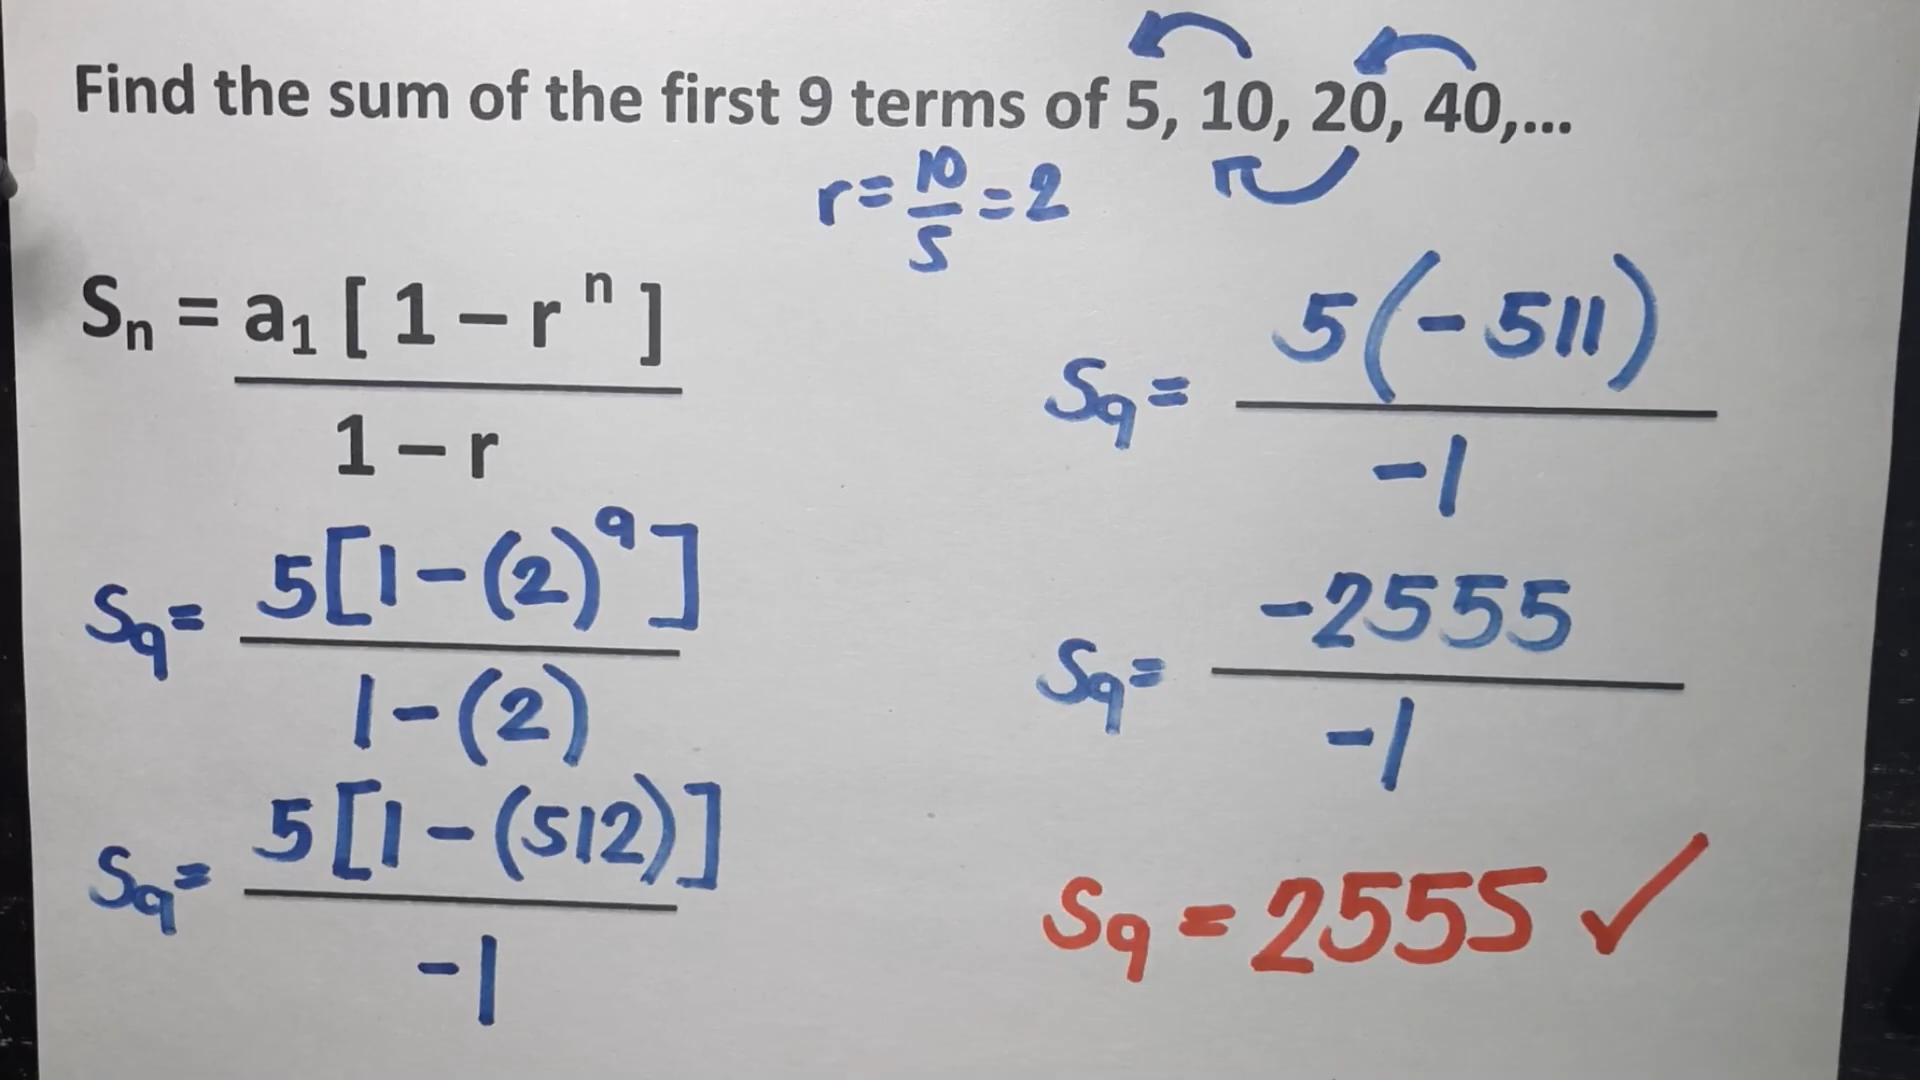 Find the sum of the first 9 terms of 5, 10, 20, 40,...
r = 10/5 = 2
Sn = a1 [ 1 – r^n ]
1 – r
S9 = 5[1-(2)^9]
1-(2)
S9 = 5[1-(512)]
-1
S9 = 5(-511)
-1
S9 = -2555
-1
S9 = 2555 ✓